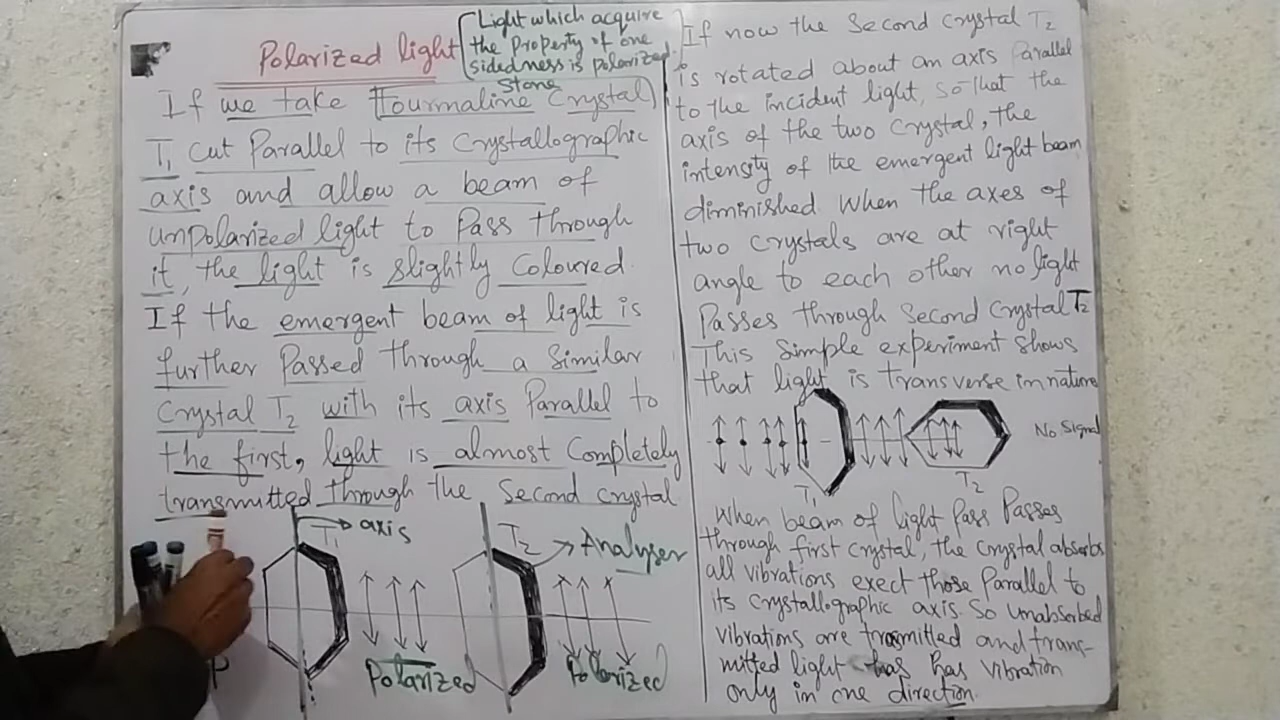 Polarized light
Light which acquire
the Property of one
sidedness is polarized
stone
If we take Tourmaline Crystal
T1 cut Parallel to its Crystallographic
axis and allow a beam of
unpolarized light to Pass through
it, the light is slightly Coloured.
If the emergent beam of light is
further Passed through a Similar
Crystal T2 with its axis Parallel to
the first, light is almost Completely
transmitted through the Second crystal
axis
T1
T2
Analyser
Polarized
Polarized
P
If now the Second Crystal T2
is rotated about an axis Parallel
to the incident light, so that the
axis of the two Crystal, the
intensity of the emergent light beam
diminished. When the axes of
two crystals are at right
angle to each other no light
Passes through Second Crystal T2
This Simple experiment shows
that light is transverse in nature
No Signal
T1
T2
When beam of light Pass Passes
through first Crystal, the Crystal absorbs
all vibrations exect those Parallel to
its Crystallographic axis. So unabsorbed
vibrations are trasmitted and trans-
mitted light has has vibration
only in one direction.